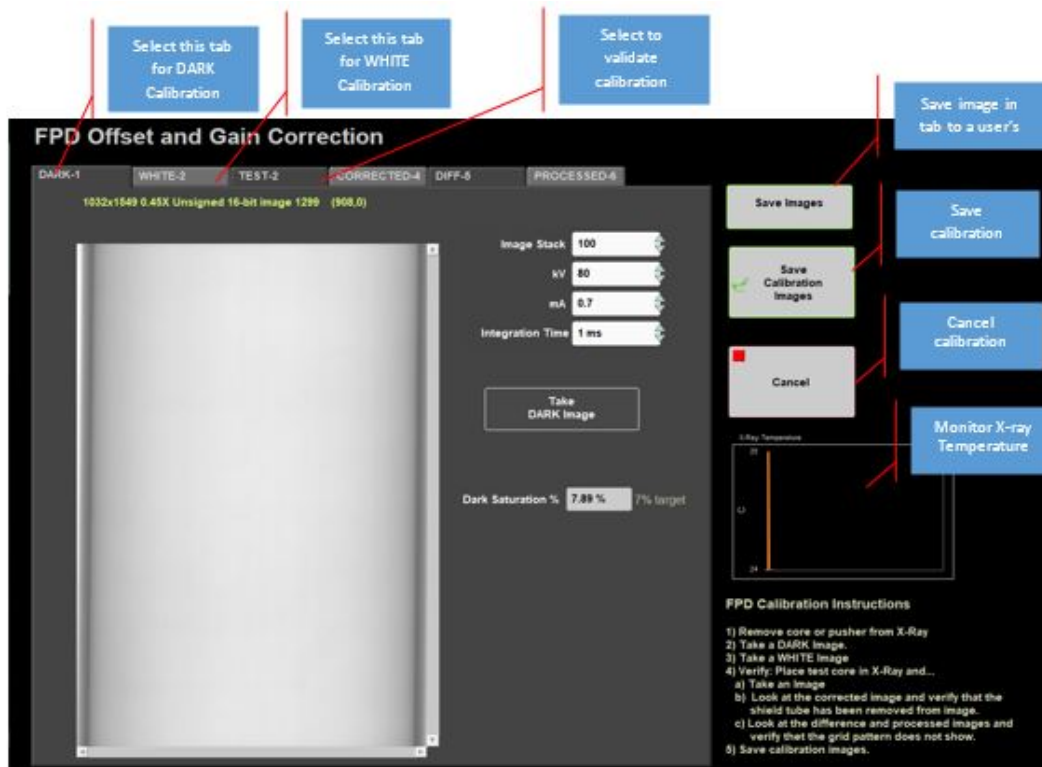 Select this tab
for DARK
Calibration
Select this tab
for WHITE
Calibration
Select to
validate
calibration
Save image in
tab to a user's
FPD Offset and Gain Correction
DARK-1
WHITE-2
TEST-2
CORRECTED-4
DIFF-5
PROCESSED-6
1032x1549 0.45X Unsigned 16-bit image 1299 (908,0)
Image Stack 100
kV 80
mA 0.7
Integration Time 1 ms
Take
DARK Image
Dark Saturation % 7.89 % 7% target
Save Images
Save
calibration
Save
Calibration
Images
Cancel
calibration
Cancel
Monitor X-ray
Temperature
X-Ray Temperature
24
FPD Calibration Instructions
1) Remove core or pusher from X-Ray
2) Take a DARK Image.
3) Take a WHITE Image
4) Verify: Place test core in X-Ray and...
a) Take an Image
b) Look at the corrected image and verify that the
shield tube has been removed from image.
c) Look at the difference and processed images and
verify thet the grid pattern does not show.
5) Save calibration images.